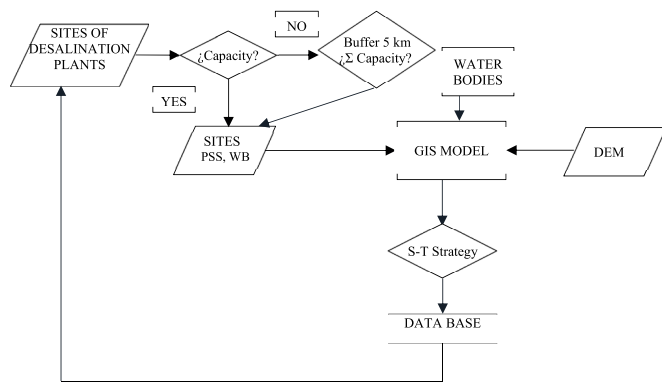 SITES OF
DESALINATION
PLANTS
¿Capacity?
NO
Buffer 5 km
¿Σ Capacity?
WATER
BODIES
YES
SITES
PSS, WB
GIS MODEL
DEM
S-T Strategy
DATA BASE